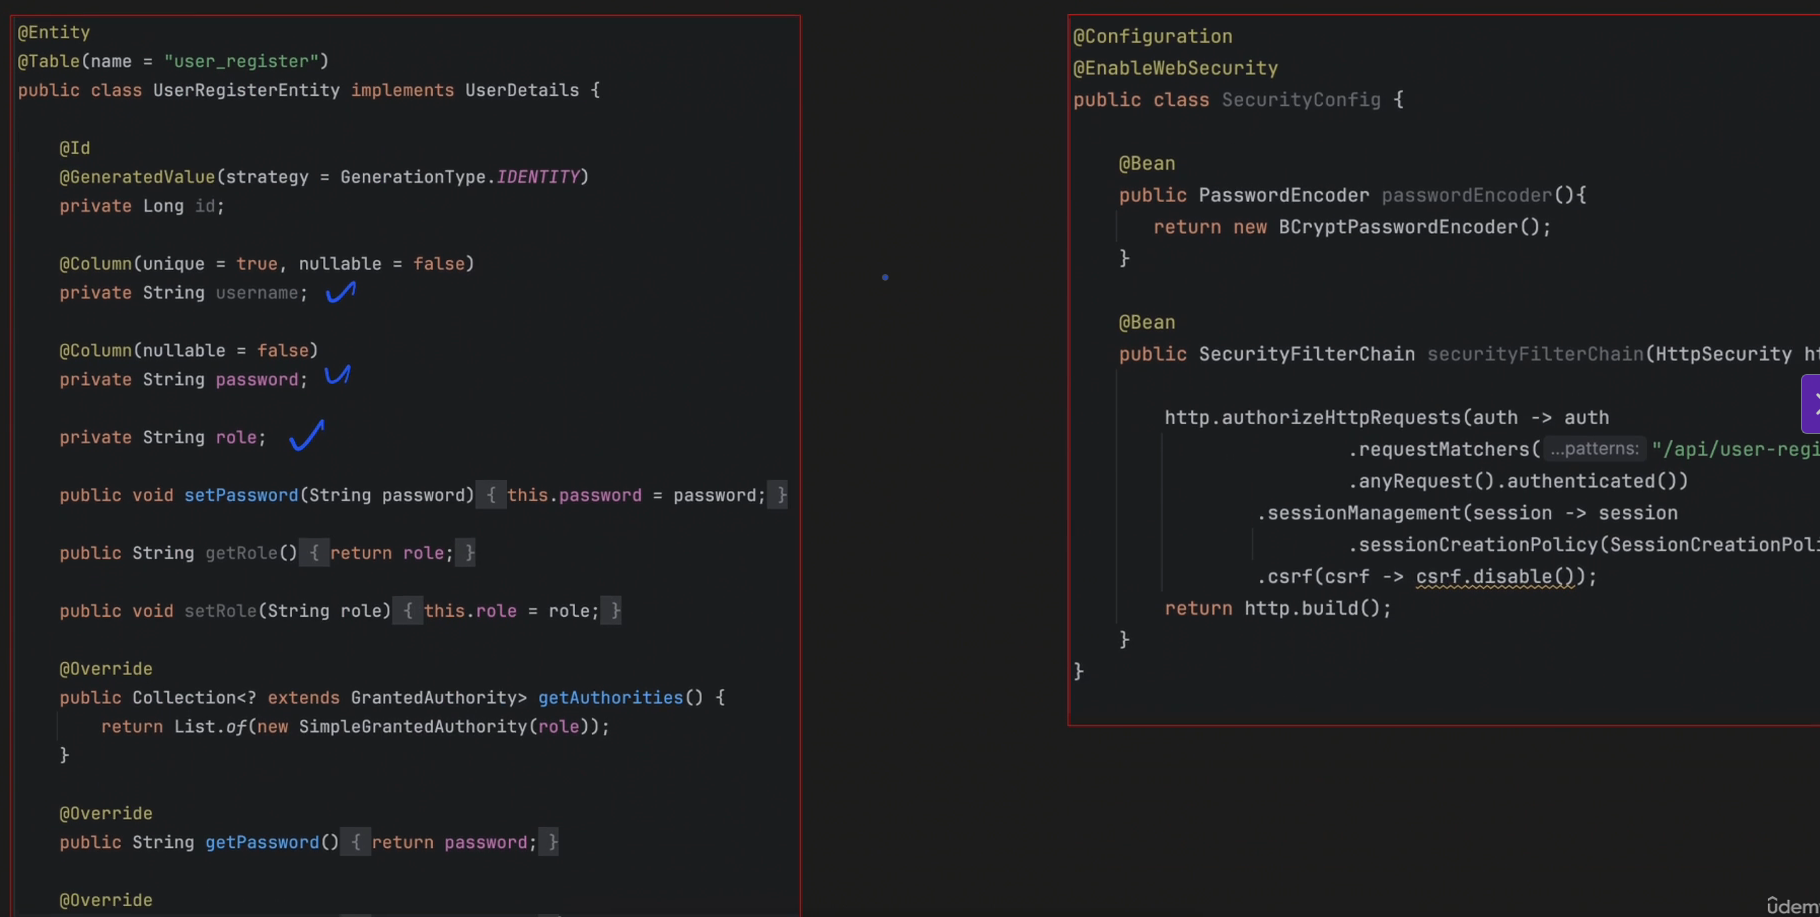 @Entity
@Table(name = "user_register")
public class UserRegisterEntity implements UserDetails {
@Id
@GeneratedValue(strategy = GenerationType.IDENTITY)
private Long id;
@Column(unique = true, nullable = false)
private String username;
@Column(nullable = false)
private String password;
private String role;
public void setPassword(String password) { this.password = password; }
public String getRole() { return role; }
public void setRole(String role) { this.role = role; }
@Override
public Collection<? extends GrantedAuthority> getAuthorities() {
return List.of(new SimpleGrantedAuthority(role));
}
@Override
public String getPassword() { return password; }
@Override
@Configuration
@EnableWebSecurity
public class SecurityConfig {
@Bean
public PasswordEncoder passwordEncoder(){
return new BCryptPasswordEncoder();
}
@Bean
public SecurityFilterChain securityFilterChain(HttpSecurity ht
http.authorizeHttpRequests(auth -> auth
.requestMatchers( ...patterns: "/api/user-regi
.anyRequest().authenticated())
.sessionManagement(session -> session
.sessionCreationPolicy(SessionCreationPoli
.csrf(csrf -> csrf.disable());
return http.build();
}
}
ûdem